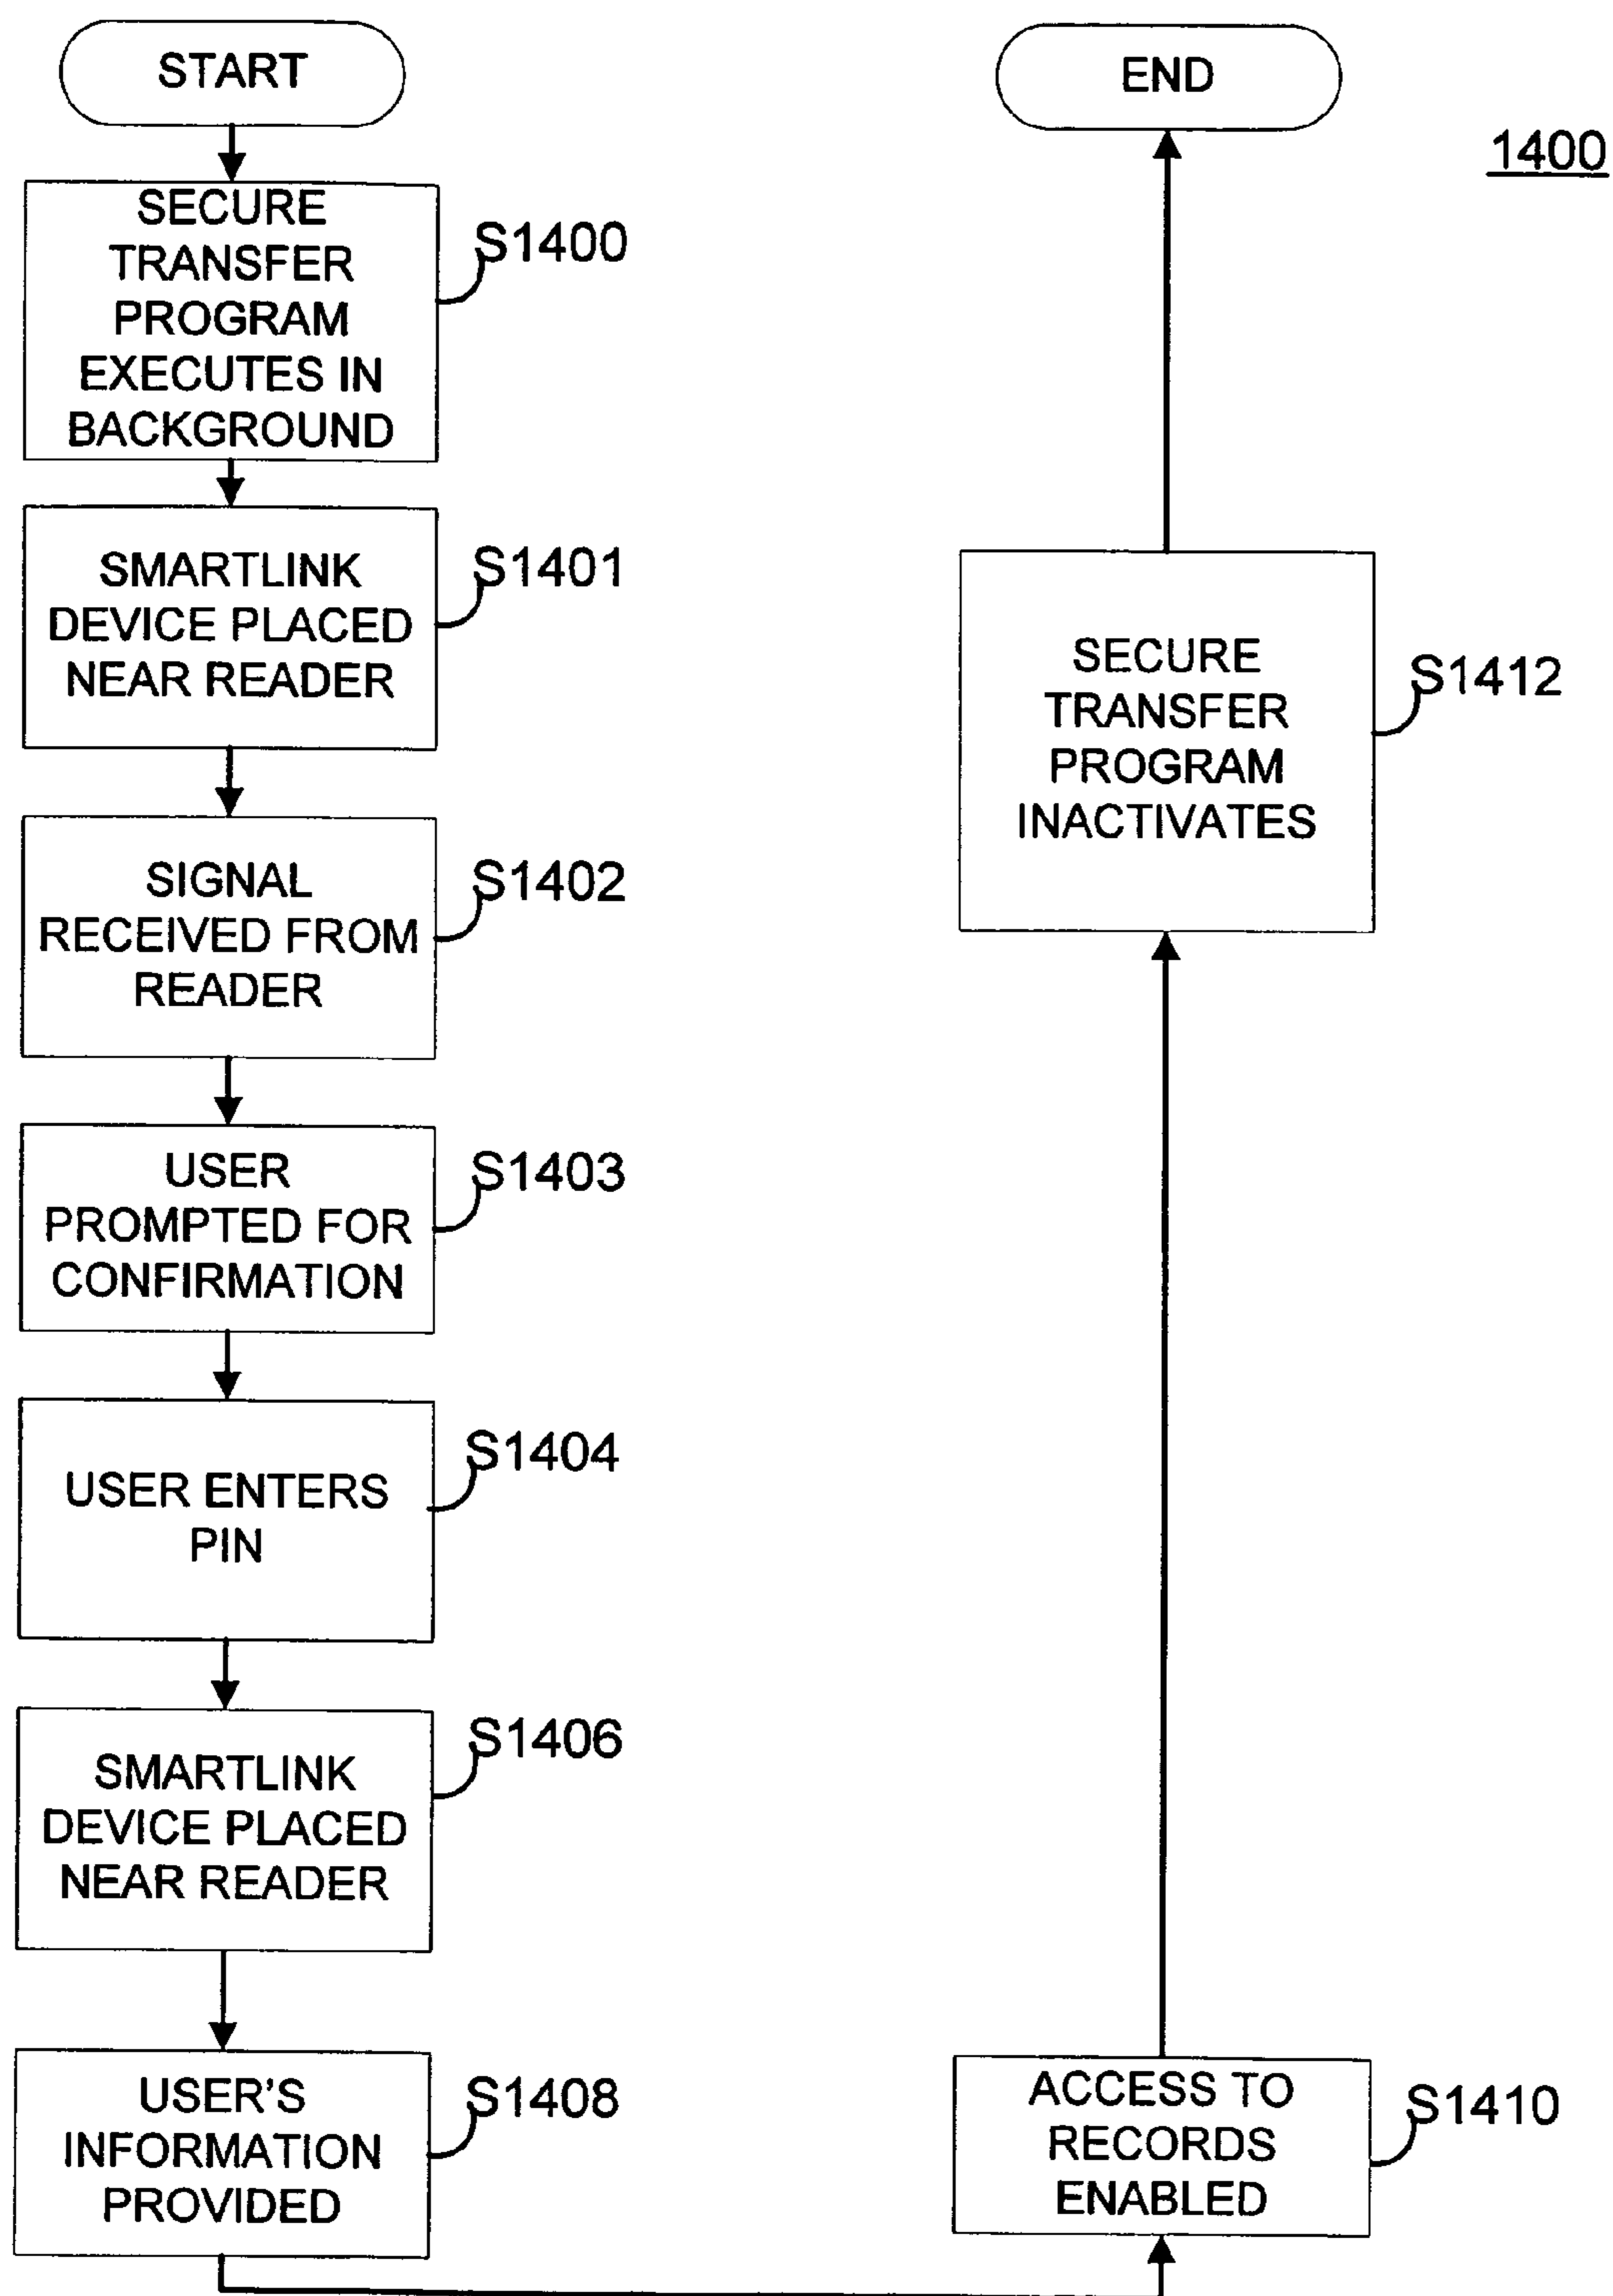 START
SECURE
TRANSFER
PROGRAM
EXECUTES IN
BACKGROUND
S1400
SMARTLINK
DEVICE PLACED
NEAR READER
S1401
SIGNAL
RECEIVED FROM
READER
S1402
USER
PROMPTED FOR
CONFIRMATION
S1403
USER ENTERS
PIN
S1404
SMARTLINK
DEVICE PLACED
NEAR READER
S1406
USER'S
INFORMATION
PROVIDED
S1408
ACCESS TO
RECORDS
ENABLED
S1410
SECURE
TRANSFER
PROGRAM
INACTIVATES
S1412
END
1400